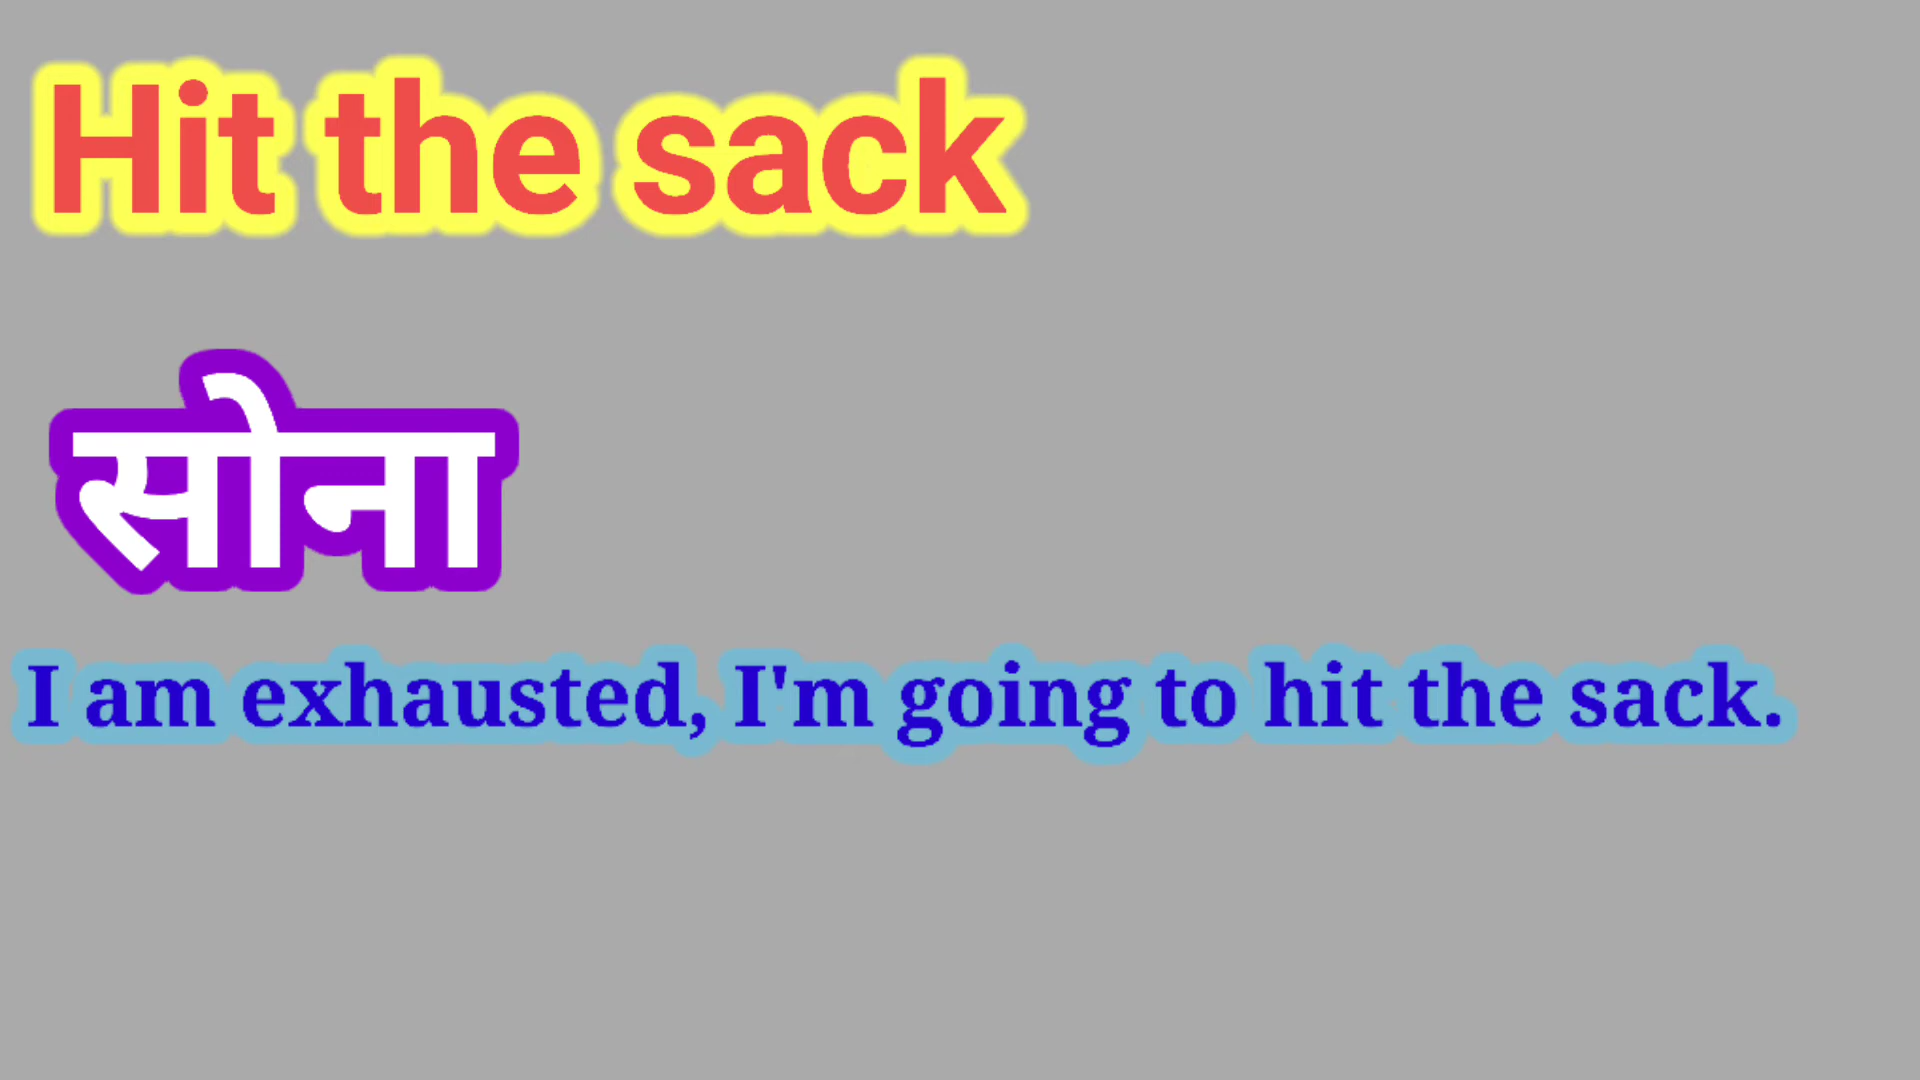 Hit the sack
सोना
I am exhausted, I'm going to hit the sack.